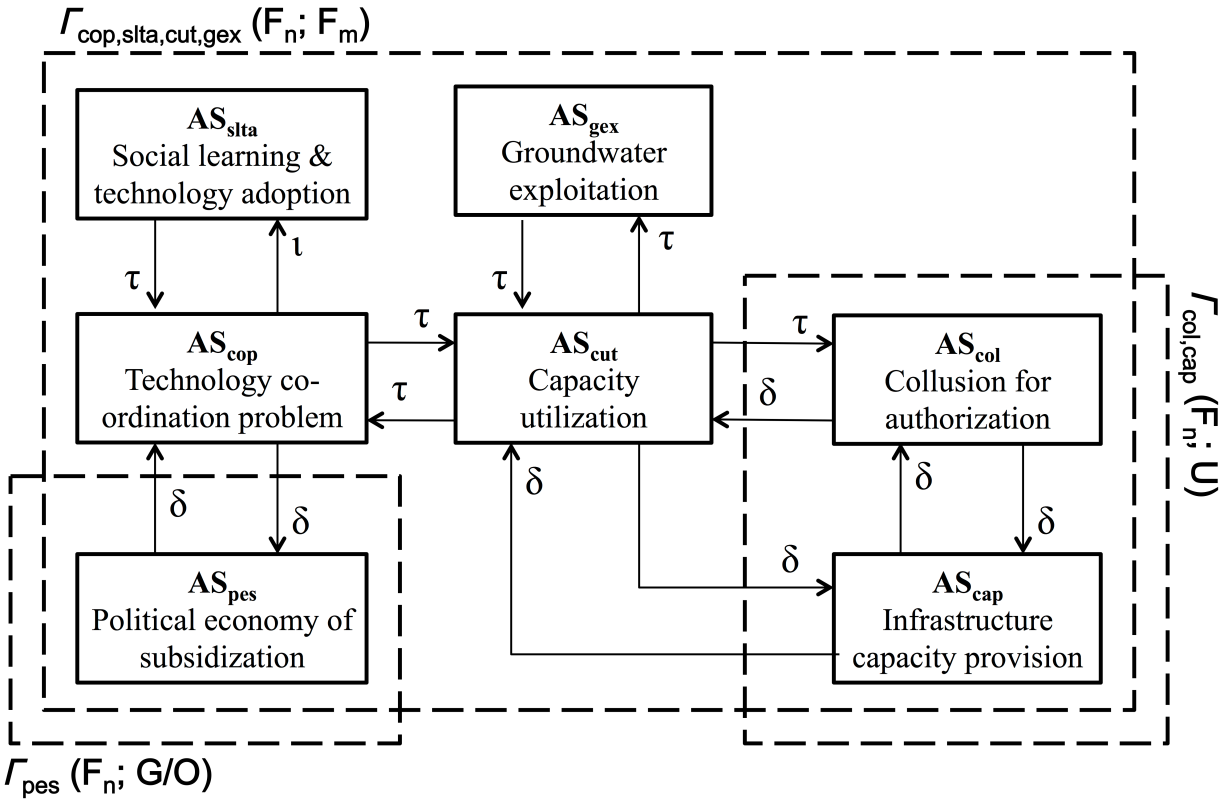 Γcop,slta,cut,gex (Fn; Fm)
ASslta
Social learning &
technology adoption
ASgex
Groundwater
exploitation
τ
ι
τ
τ
AScop
Technology co-
ordination problem
τ
τ
AScut
Capacity
utilization
τ
δ
AScol
Collusion for
authorization
Γcol,cap (Fn; U)
δ
δ
δ
δ
δ
δ
ASpes
Political economy of
subsidization
AScap
Infrastructure
capacity provision
Γpes (Fn; G/O)